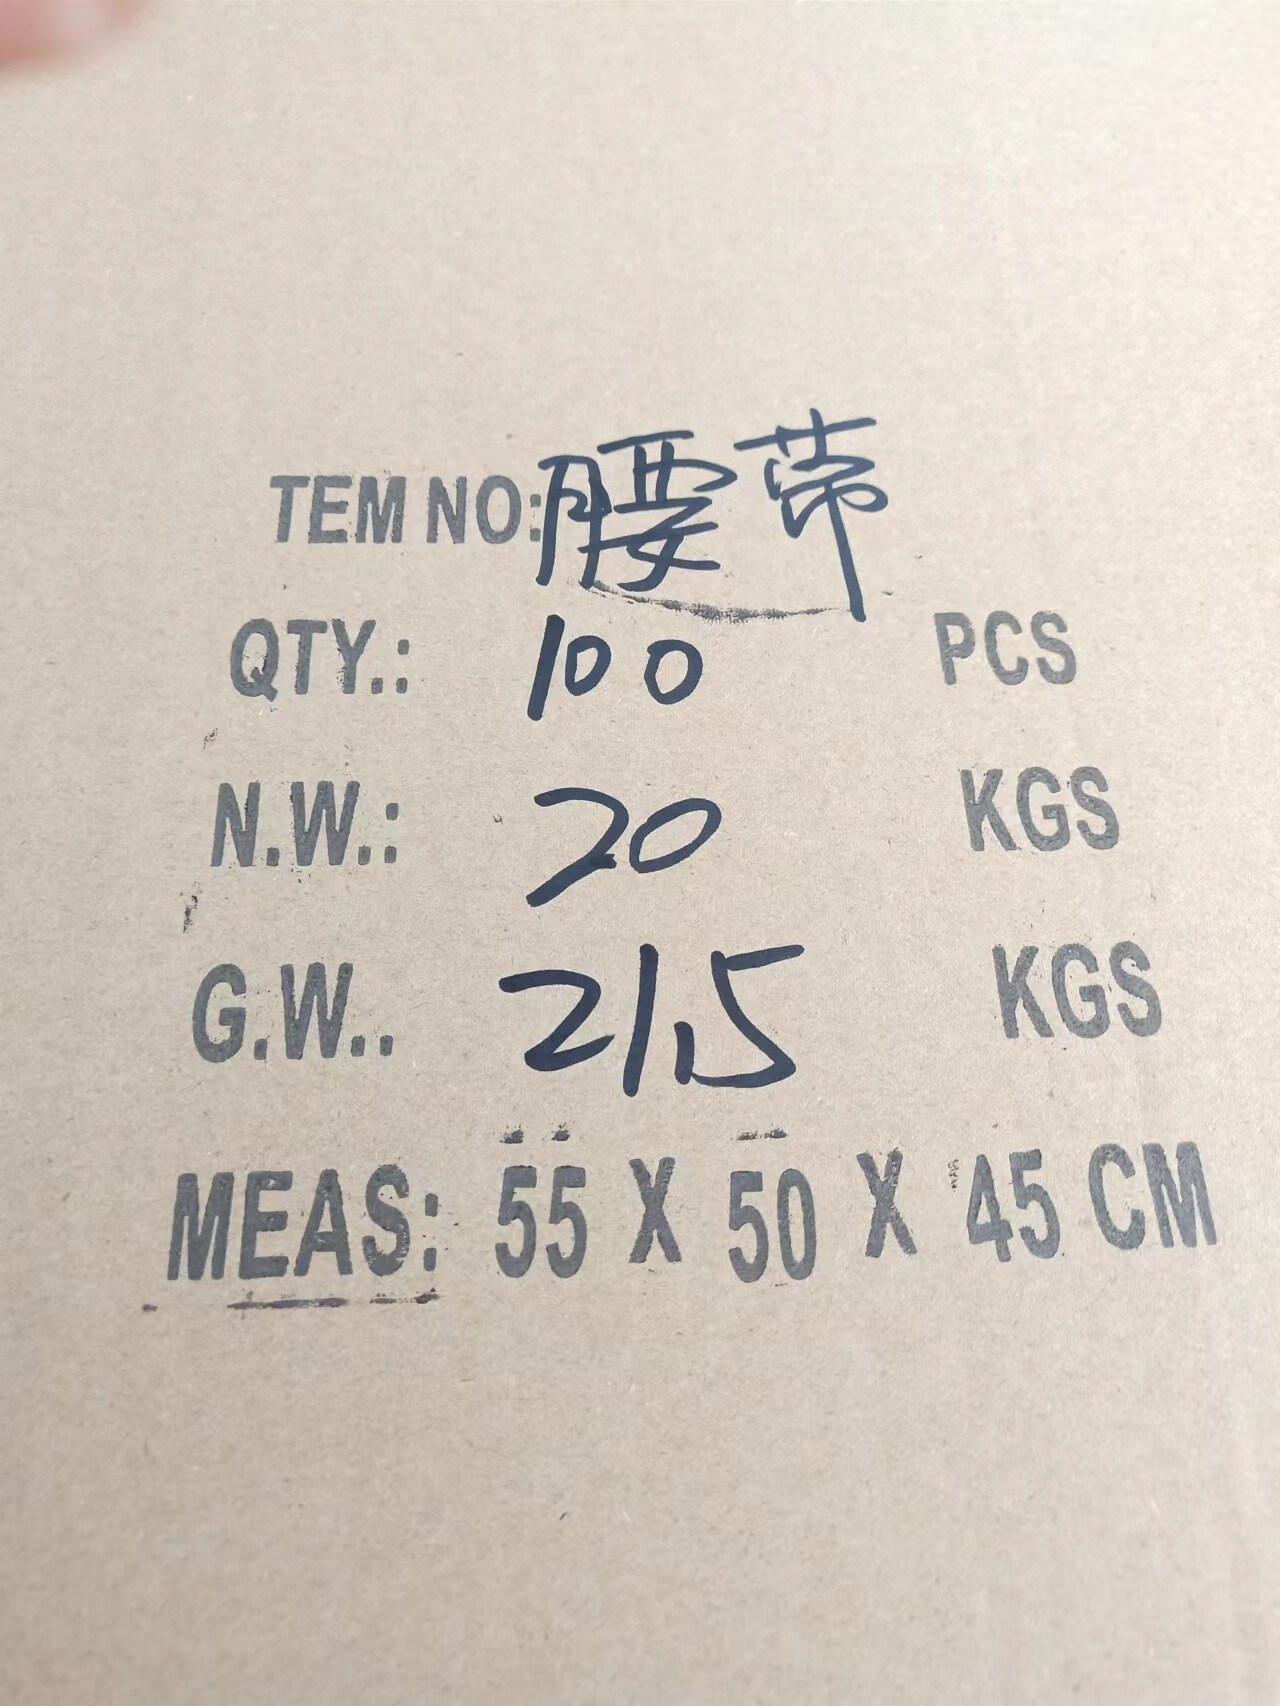 TEM NO: 腰带
QTY.: 100 PCS
N.W.: 20 KGS
G.W.. 21.5 KGS
MEAS: 55 X 50 X 45 CM